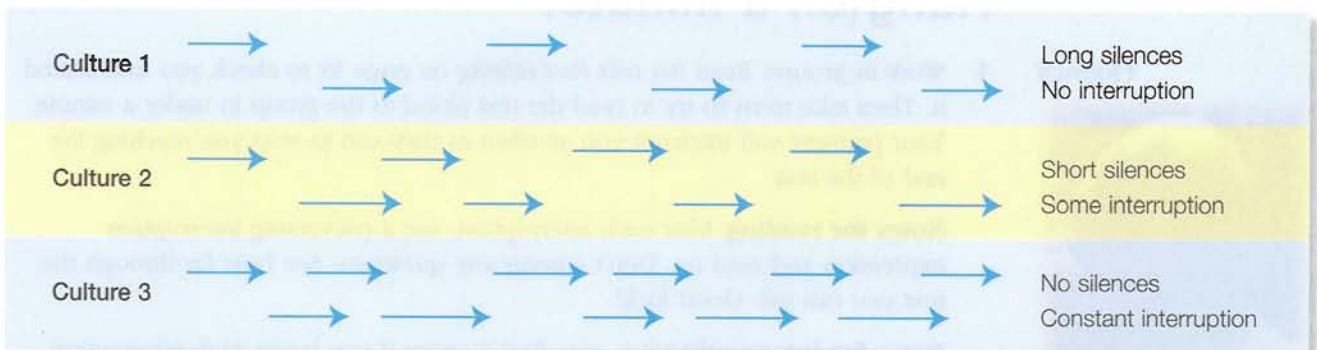 Culture 1
Long silences
No interruption
Culture 2
Short silences
Some interruption
Culture 3
No silences
Constant interruption